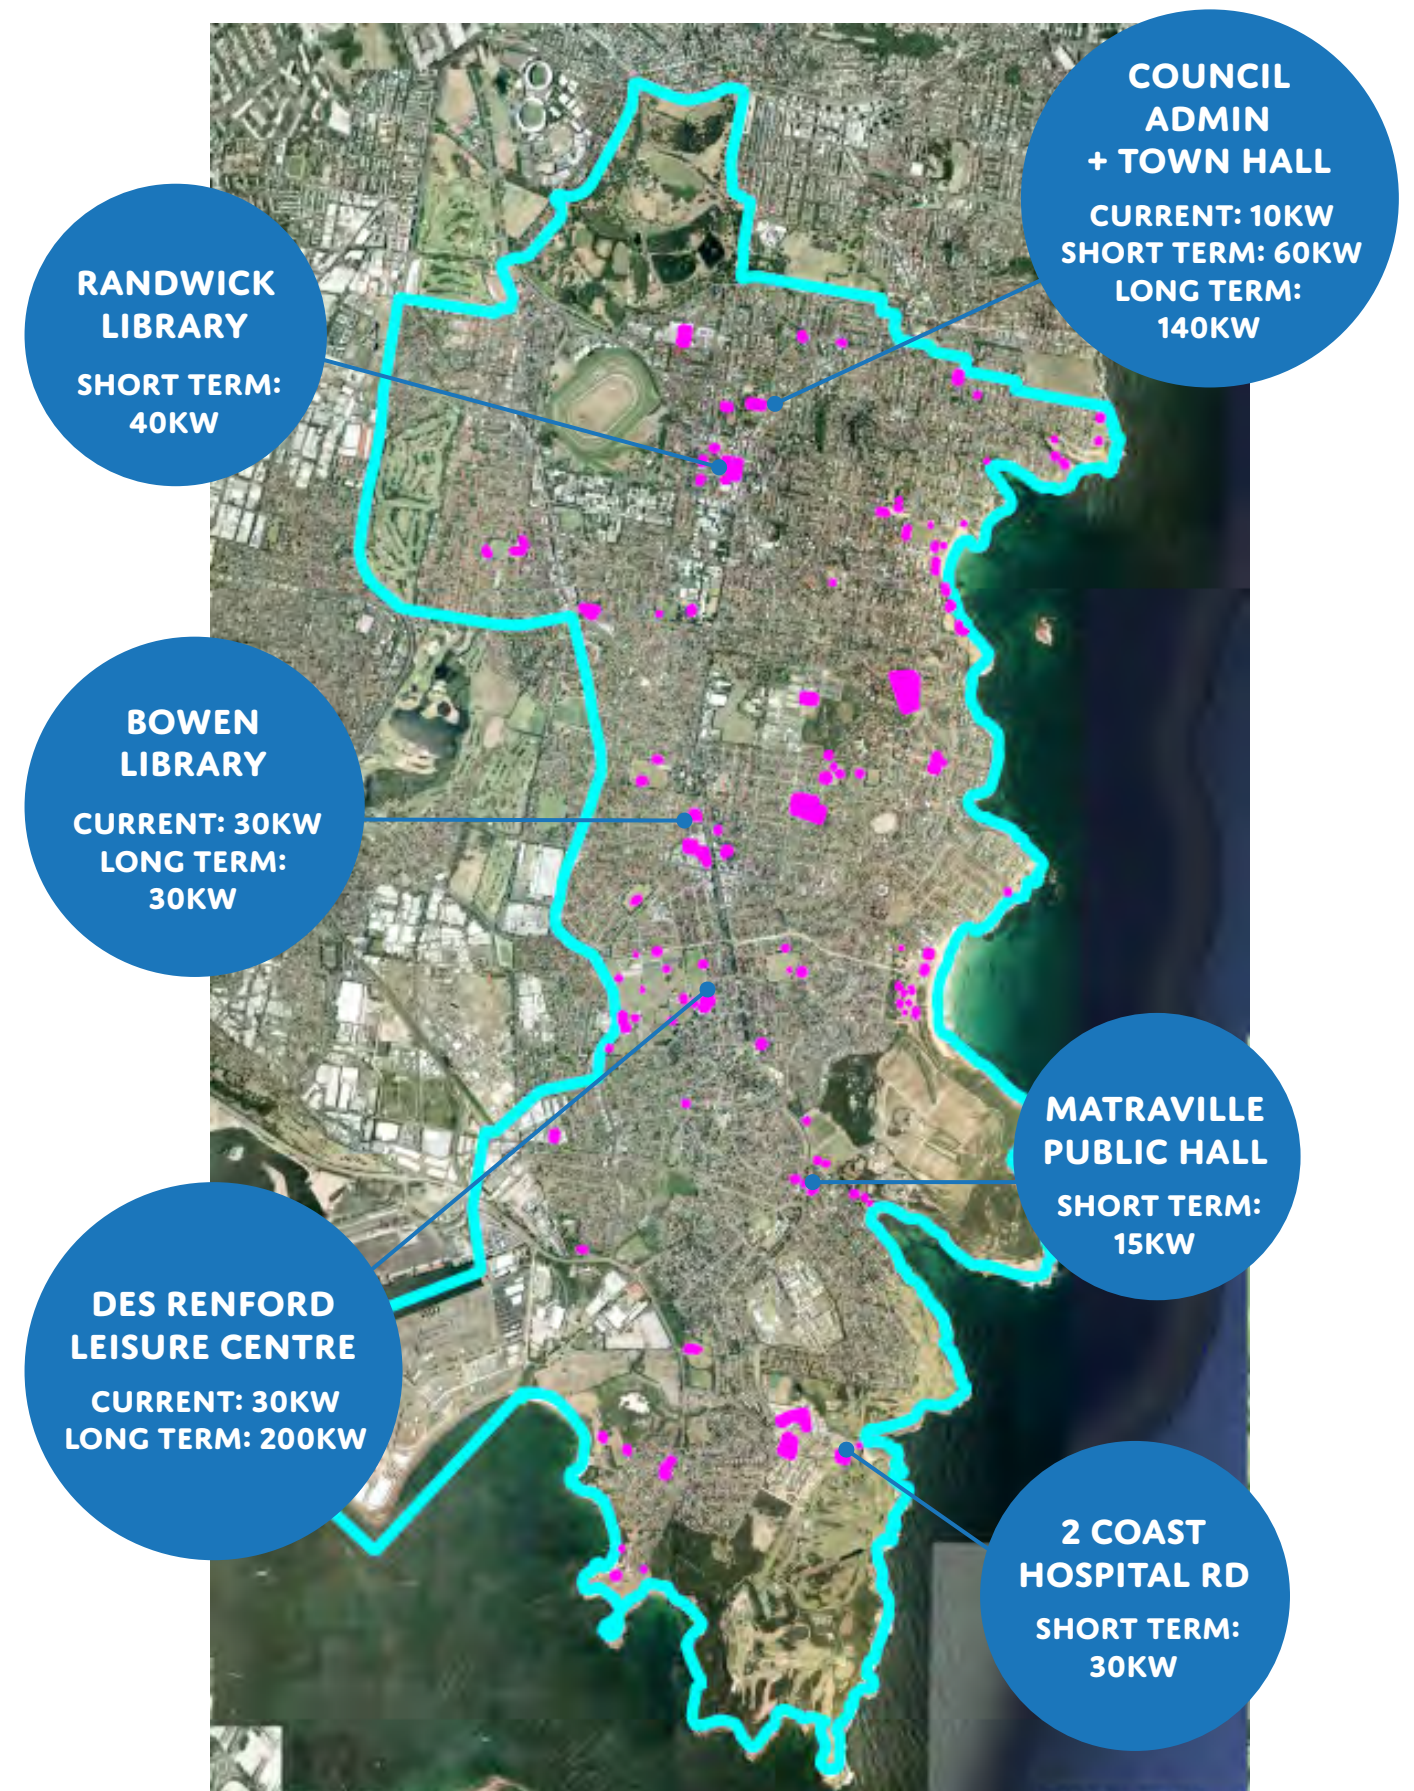 COUNCIL
ADMIN
+ TOWN HALL
CURRENT: 10KW
SHORT TERM: 60KW
LONG TERM:
140KW
RANDWICK
LIBRARY
SHORT TERM:
40KW
BOWEN
LIBRARY
CURRENT: 30KW
LONG TERM:
30KW
MATRAVILLE
PUBLIC HALL
SHORT TERM:
15KW
DES RENFORD
LEISURE CENTRE
CURRENT: 30KW
LONG TERM: 200KW
2 COAST
HOSPITAL RD
SHORT TERM:
30KW